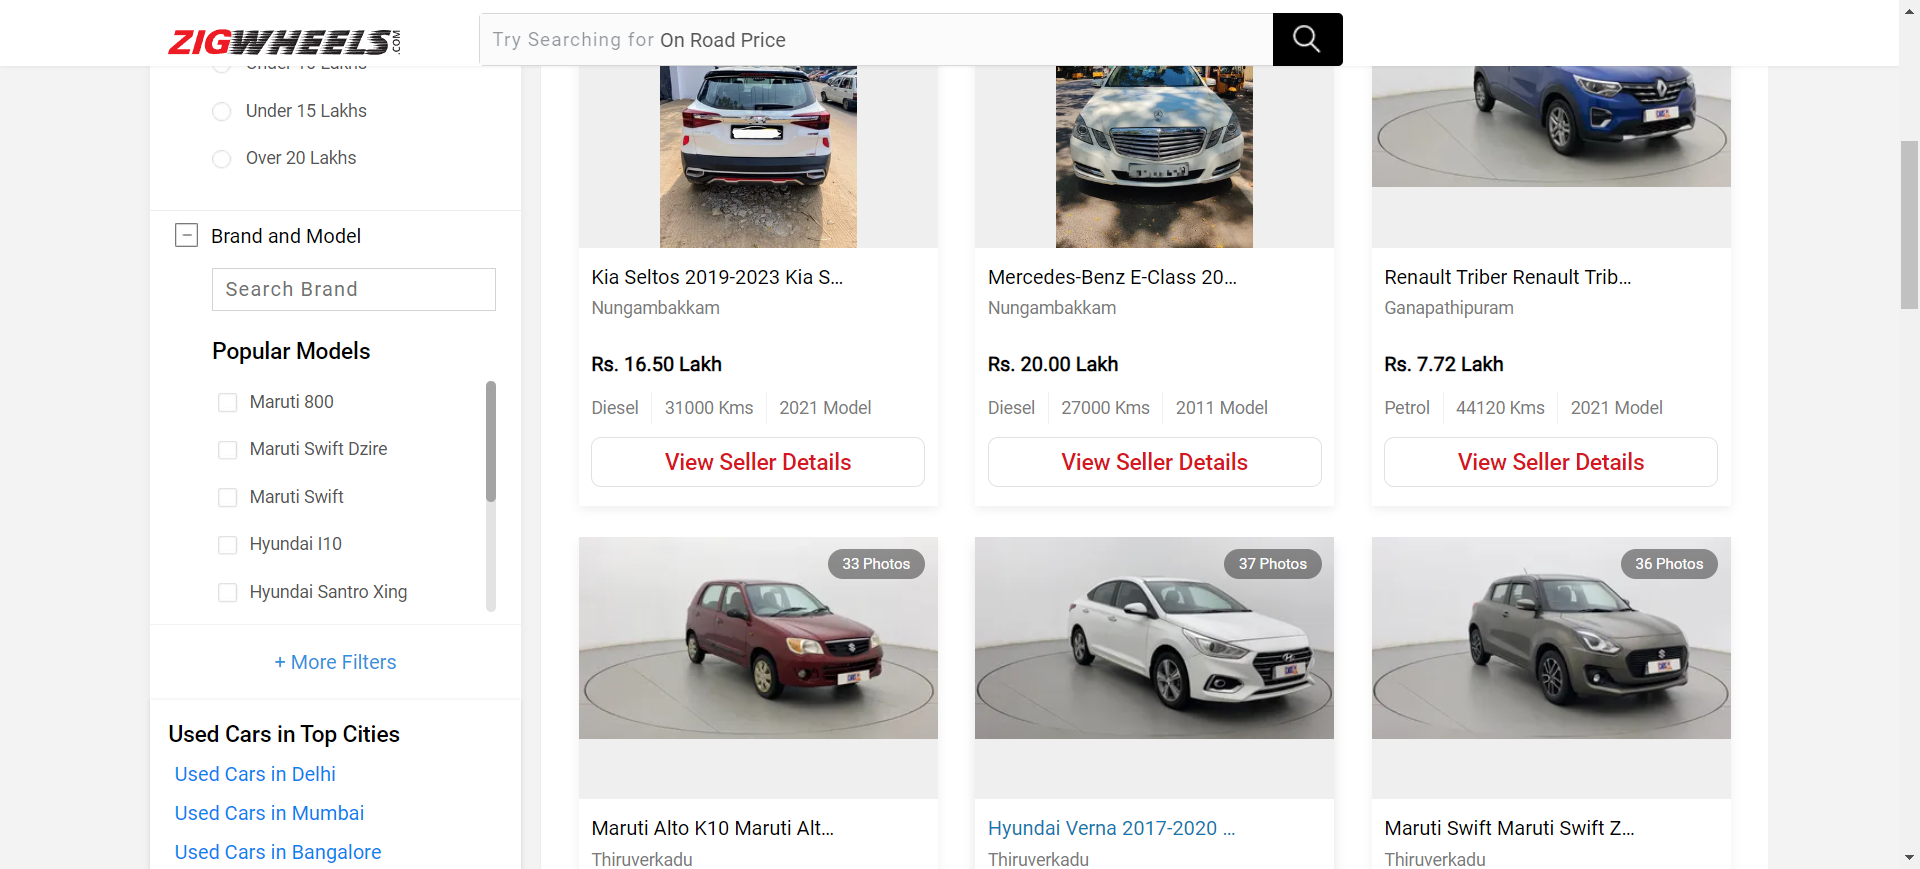 ZIGWHEELS.COM
Try Searching for On Road Price
Under 15 Lakhs
Over 20 Lakhs
Brand and Model
Search Brand
Popular Models
Maruti 800
Maruti Swift Dzire
Maruti Swift
Hyundai I10
Hyundai Santro Xing
+ More Filters
Used Cars in Top Cities
Used Cars in Delhi
Used Cars in Mumbai
Used Cars in Bangalore
Kia Seltos 2019-2023 Kia S...
Nungambakkam
Rs. 16.50 Lakh
Diesel 31000 Kms 2021 Model
View Seller Details
Mercedes-Benz E-Class 20...
Nungambakkam
Rs. 20.00 Lakh
Diesel 27000 Kms 2011 Model
View Seller Details
Renault Triber Renault Trib...
Ganapathipuram
Rs. 7.72 Lakh
Petrol 44120 Kms 2021 Model
View Seller Details
33 Photos
Maruti Alto K10 Maruti Alt...
Thiruverkadu
37 Photos
Hyundai Verna 2017-2020 ...
Thiruverkadu
36 Photos
Maruti Swift Maruti Swift Z...
Thiruverkadu